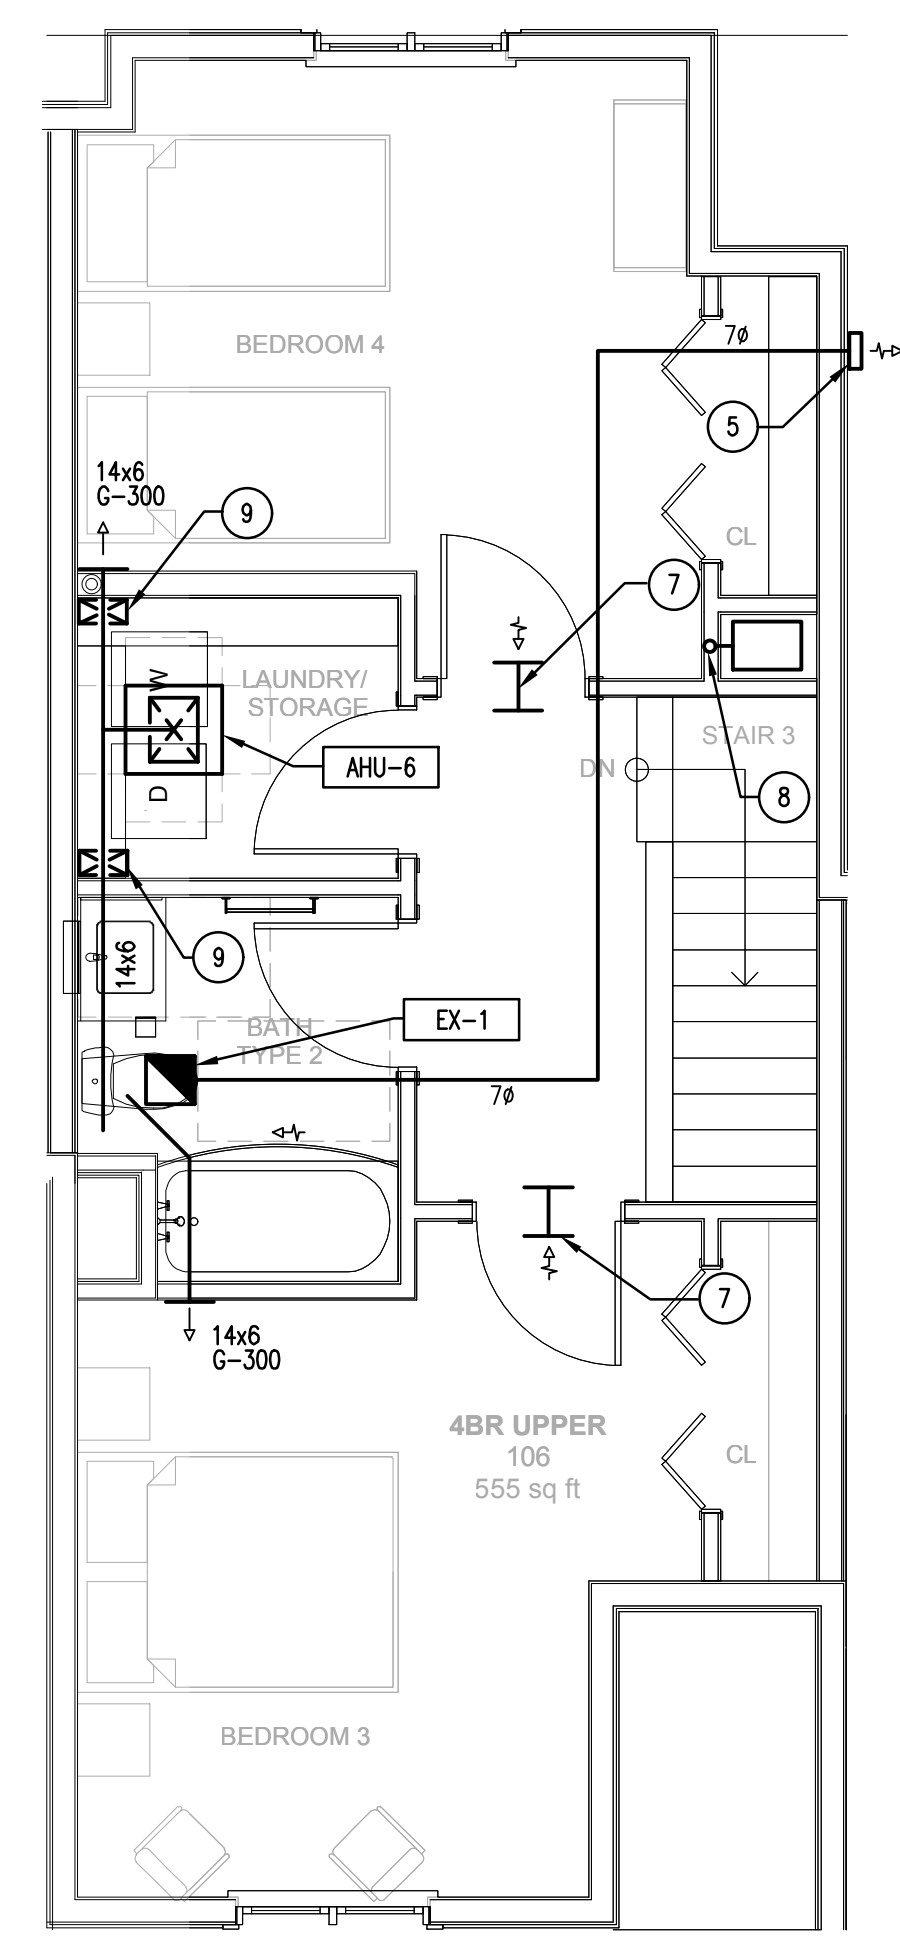 7ø
BEDROOM 4
5
14x6
G-300
9
CL
7
W
LAUNDRY/
STORAGE
STAIR 3
AHU-6
DN
D
8
14x6
9
EX-1
BATH
TYPE 2
7ø
7
14x6
G-300
4BR UPPER
106
555 sq ft
CL
BEDROOM 3